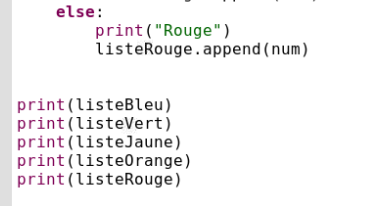 else:
print("Rouge")
listeRouge.append(num)
print(listeBleu)
print(listeVert)
print(listeJaune)
print(listeOrange)
print(listeRouge)